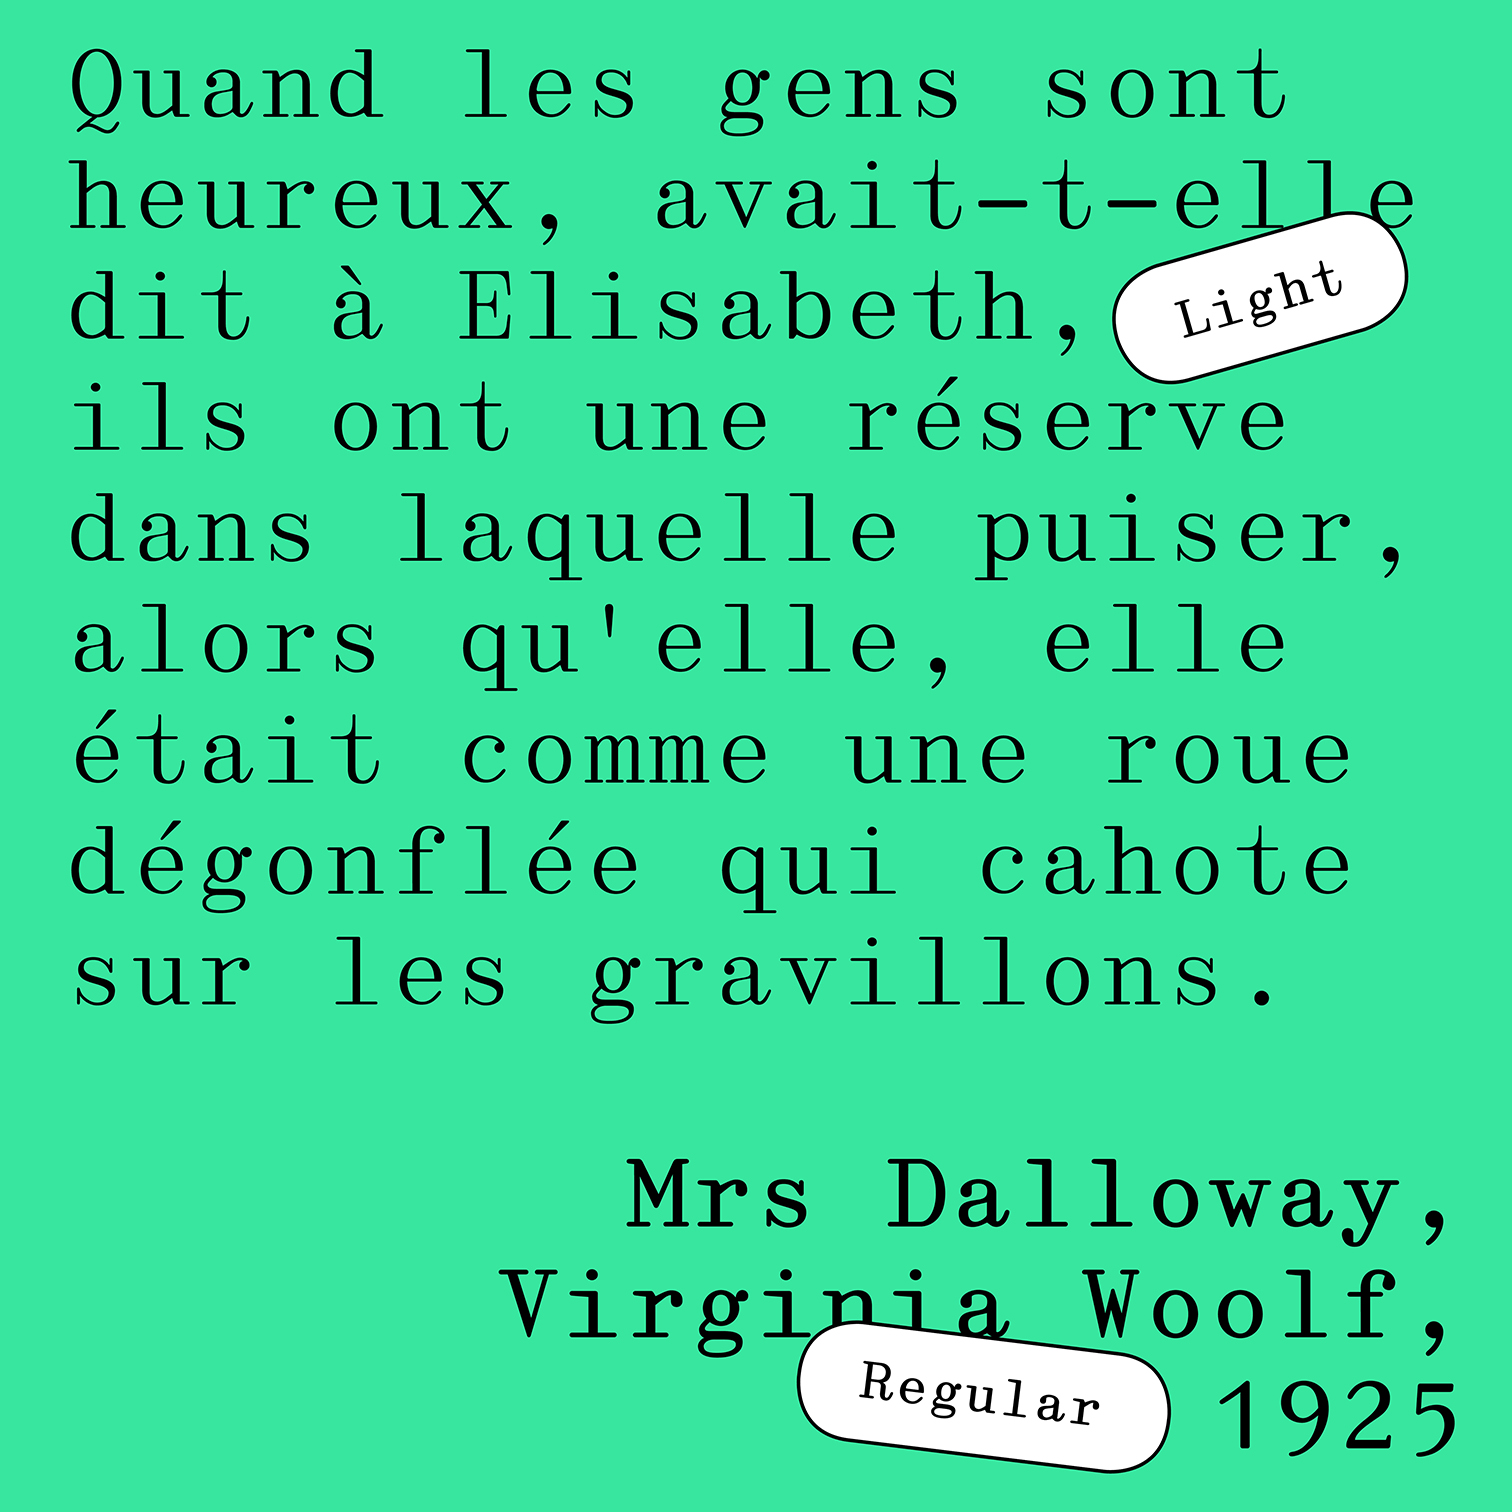 Quand les gens sont
heureux, avait-t-elle
dit à Elisabeth,
Light
ils ont une réserve
dans laquelle puiser,
alors qu'elle, elle
était comme une roue
dégonflée qui cahote
sur les gravillons.
Mrs Dalloway,
Virginia Woolf,
Regular
1925